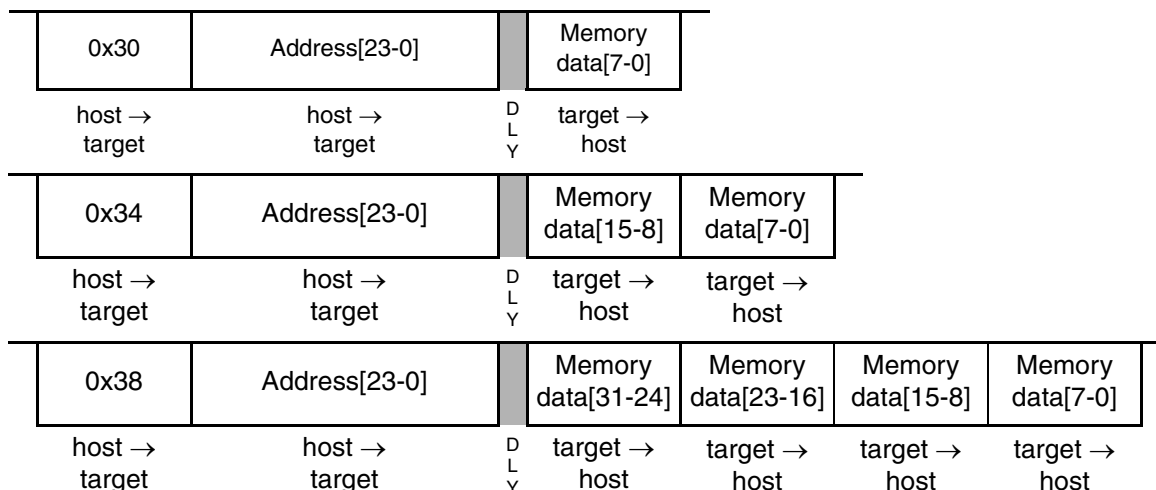 0x30 Address[23-0] Memory
data[7-0]
host → host → D target →
target target L host
Y
0x34 Address[23-0] Memory Memory
data[15-8] data[7-0]
host → host → D target → target →
target target L host host
Y
0x38 Address[23-0] Memory Memory Memory Memory
data[31-24] data[23-16] data[15-8] data[7-0]
host → host → D target → target → target → target →
target target L host host host host
Y